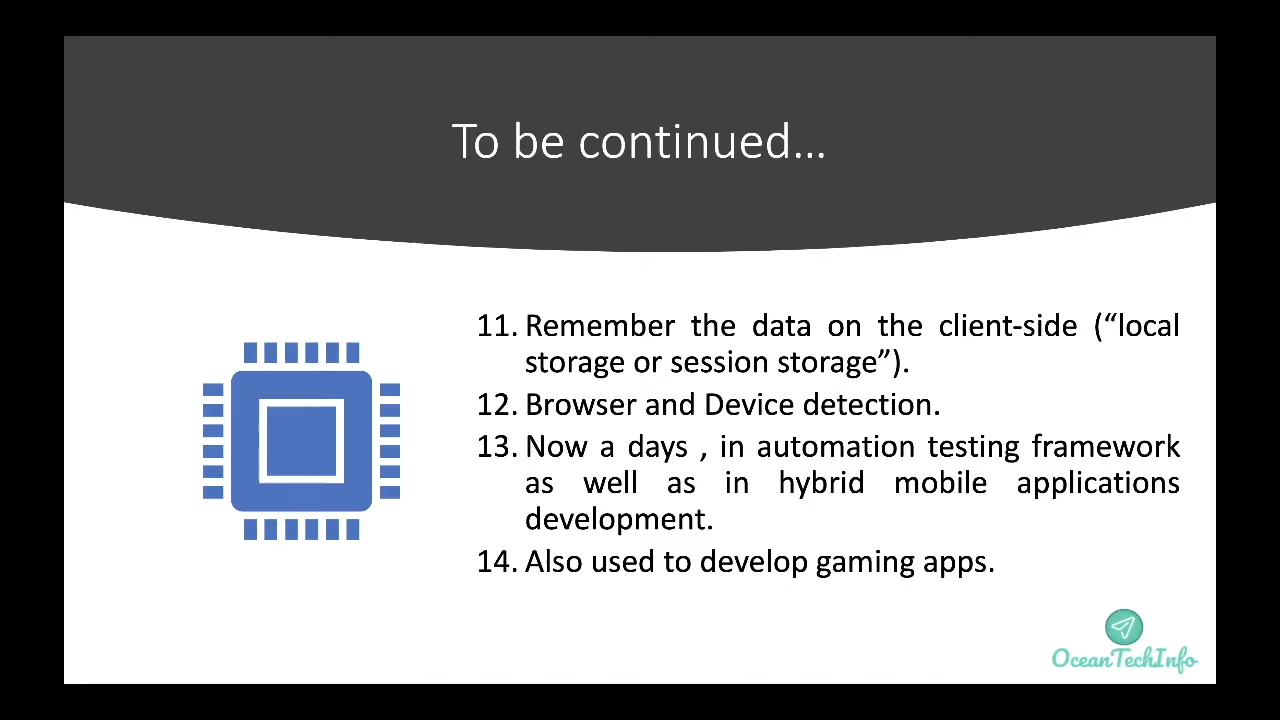 To be continued...
11. Remember the data on the client-side (“local
storage or session storage”).
12. Browser and Device detection.
13. Now a days , in automation testing framework
as well as in hybrid mobile applications
development.
14. Also used to develop gaming apps.
OceanTechInfo